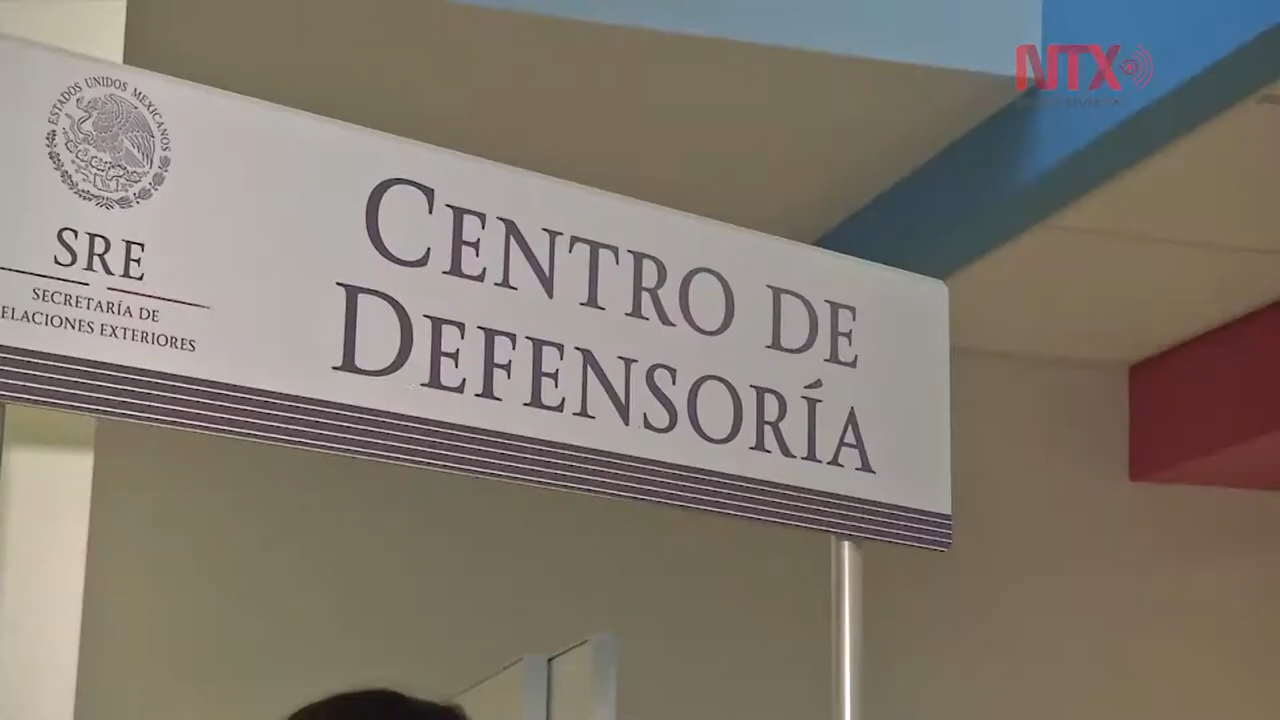 ESTADOS UNIDOS MEXICANOS
SRE
SECRETARÍA DE
ELACIONES EXTERIORES
CENTRO DE
DEFENSORÍA
NTX